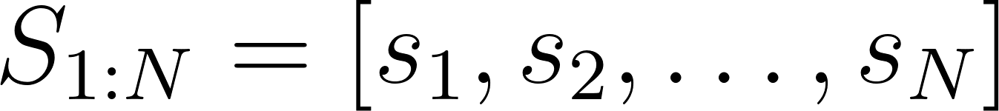 S_{1:N} = [s_1, s_2, . . . , s_N]